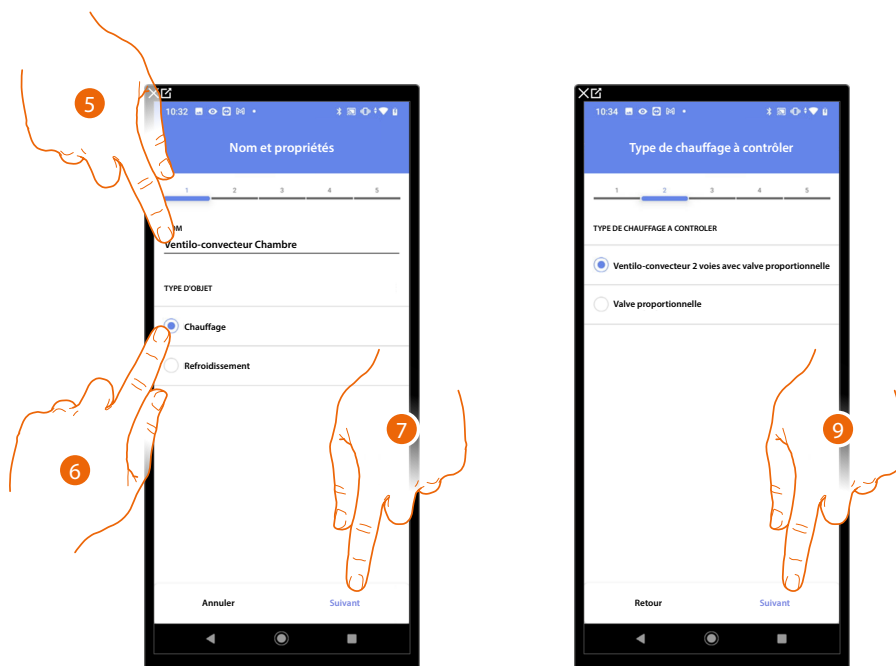 5
10:32
Nom et propriétés
1 2 3 4 5
Ventilo-convecteur Chambre
TYPE D'OBJET
Chauffage
Refroidissement
6
7
Annuler
Suivant
10:34
Type de chauffage à contrôler
1 2 3 4 5
TYPE DE CHAUFFAGE A CONTROLER
Ventilo-convecteur 2 voies avec valve proportionnelle
Valve proportionnelle
9
Retour
Suivant